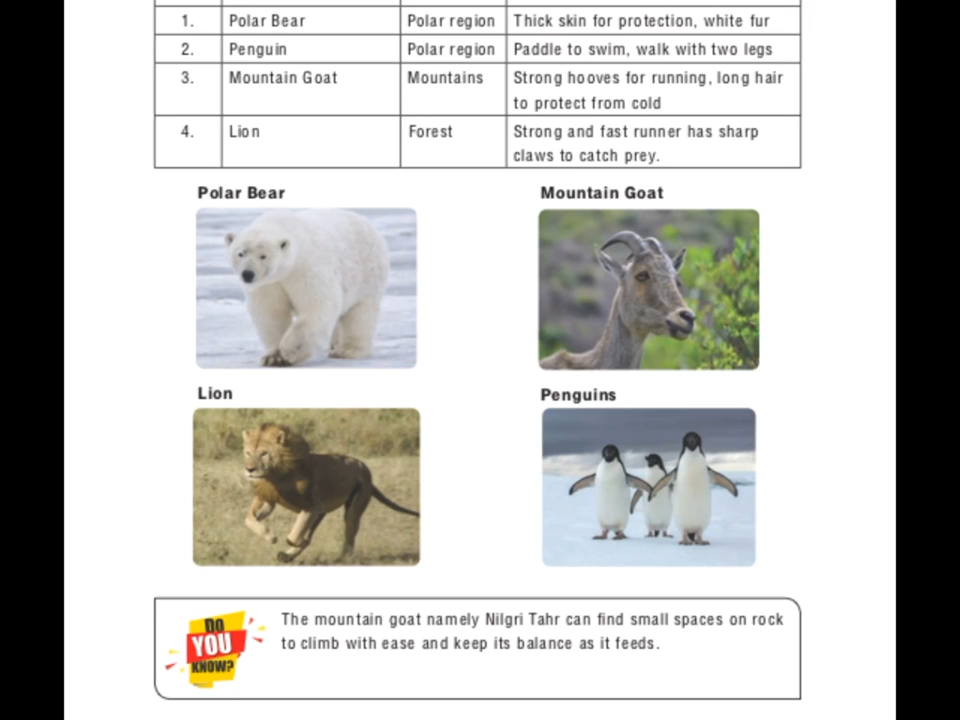 1. Polar Bear Polar region Thick skin for protection, white fur
2. Penguin Polar region Paddle to swim, walk with two legs
3. Mountain Goat Mountains Strong hooves for running, long hair
to protect from cold
4. Lion Forest Strong and fast runner has sharp
claws to catch prey.
Polar Bear Mountain Goat
Lion Penguins
DO
YOU
KNOW?
The mountain goat namely Nilgri Tahr can find small spaces on rock
to climb with ease and keep its balance as it feeds.